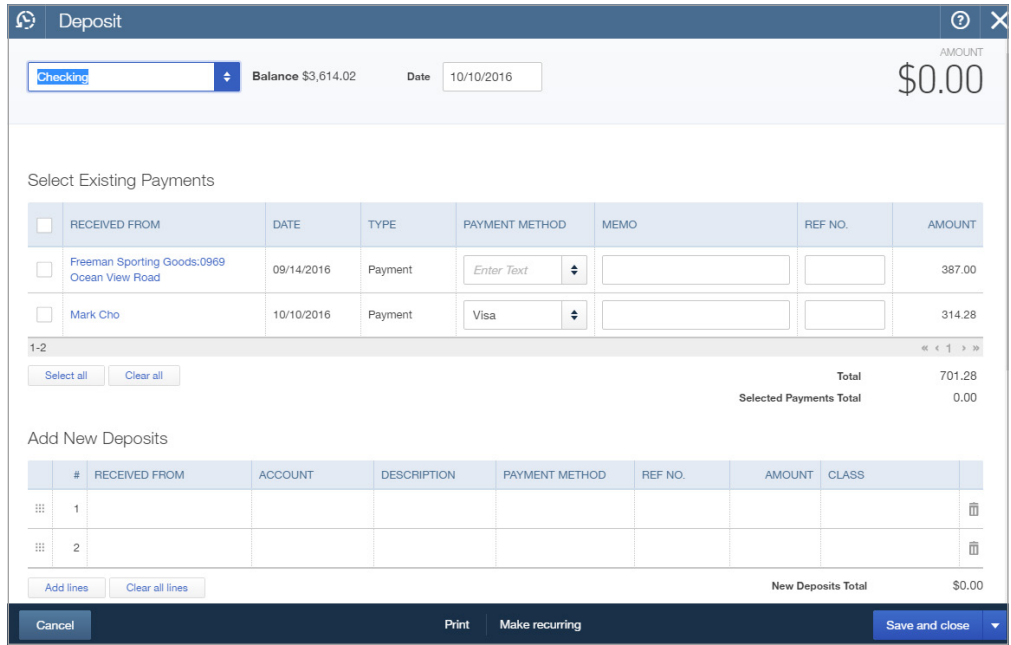 Deposit
AMOUNT
Checking Balance $3,614.02 Date 10/10/2016 $0.00
Select Existing Payments
RECEIVED FROM DATE TYPE PAYMENT METHOD MEMO REF NO. AMOUNT
Freeman Sporting Goods:0969
Ocean View Road 09/14/2016 Payment Enter Text 387.00
Mark Cho 10/10/2016 Payment Visa 314.28
1-2 « ‹ 1 › »
Select all Clear all Total 701.28
Selected Payments Total 0.00
Add New Deposits
# RECEIVED FROM ACCOUNT DESCRIPTION PAYMENT METHOD REF NO. AMOUNT CLASS
1
2
Add lines Clear all lines New Deposits Total $0.00
Cancel Print Make recurring Save and close